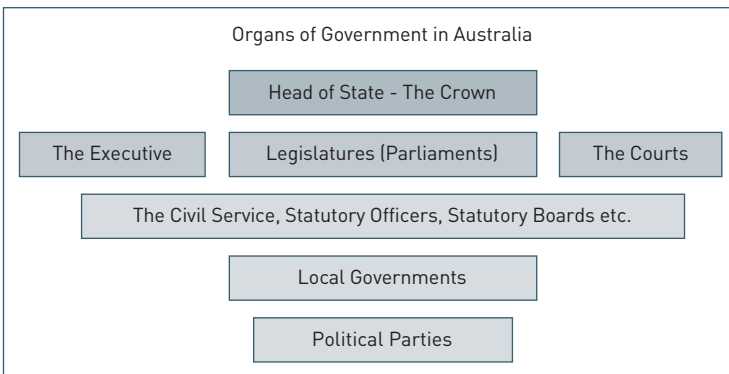 Organs of Government in Australia
Head of State - The Crown
The Executive
Legislatures (Parliaments)
The Courts
The Civil Service, Statutory Officers, Statutory Boards etc.
Local Governments
Political Parties